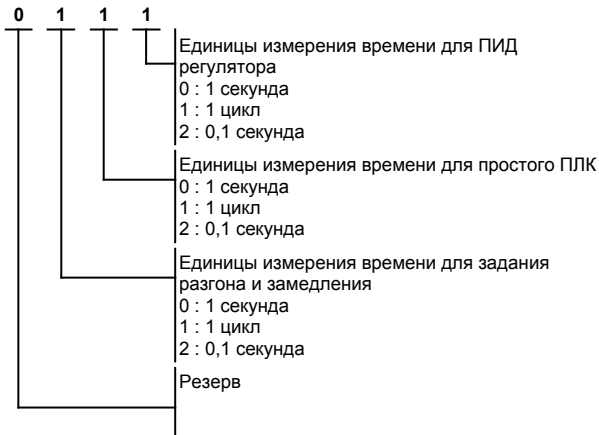 0 1 1 1
Единицы измерения времени для ПИД
регулятора
0 : 1 секунда
1 : 1 цикл
2 : 0,1 секунда
Единицы измерения времени для простого ПЛК
0 : 1 секунда
1 : 1 цикл
2 : 0,1 секунда
Единицы измерения времени для задания
разгона и замедления
0 : 1 секунда
1 : 1 цикл
2 : 0,1 секунда
Резерв